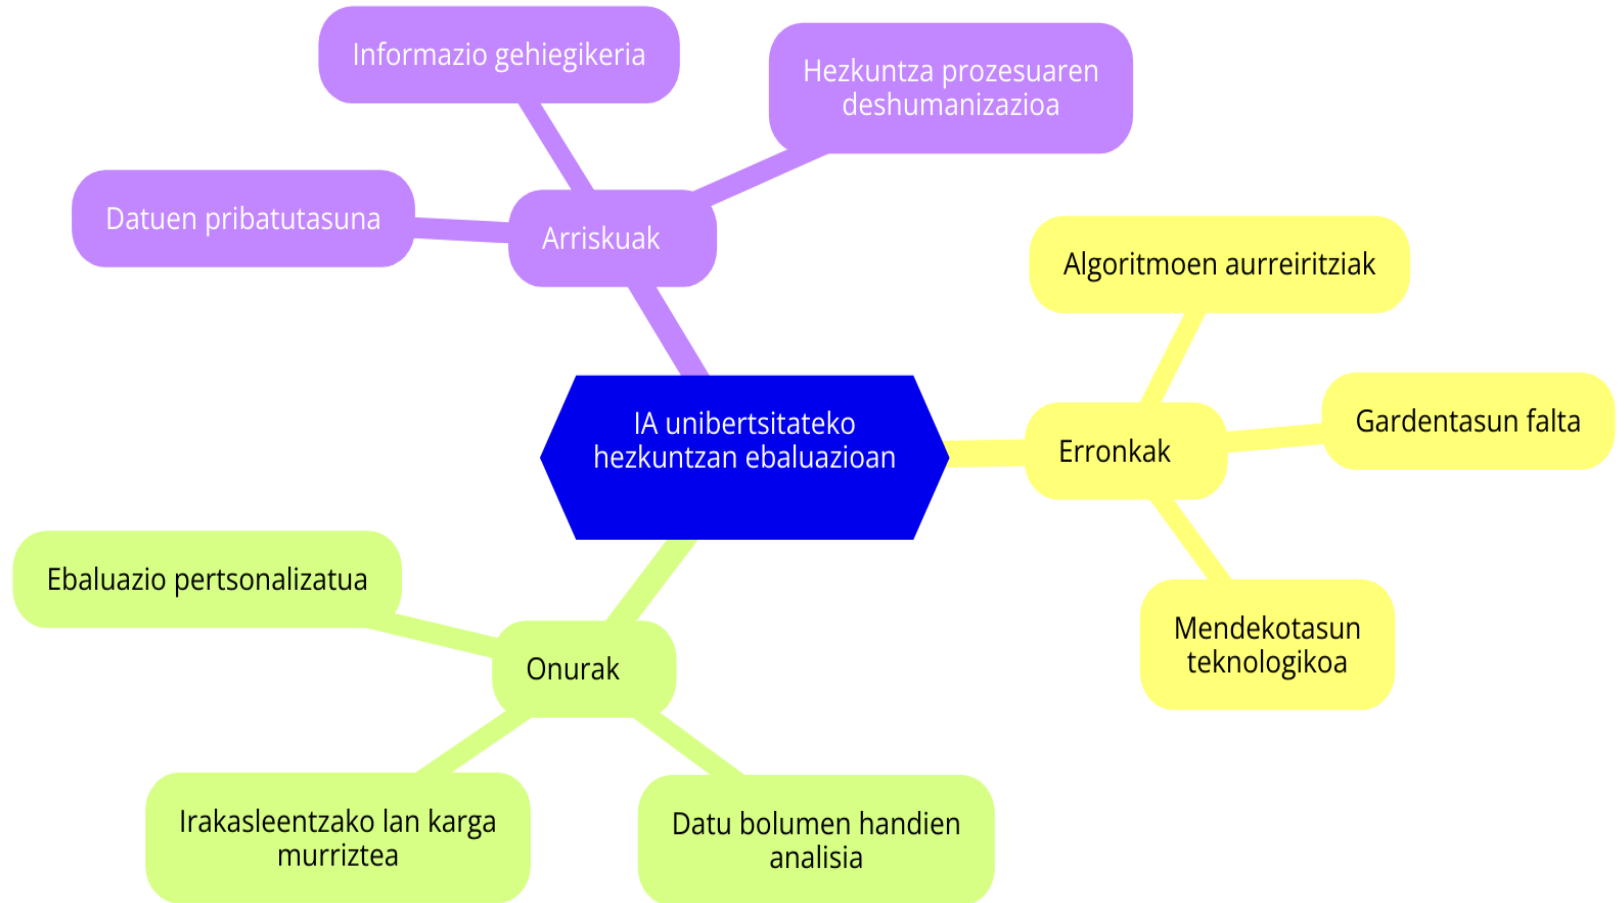 Informazio gehiegikeria
Hezkuntza prozesuaren
deshumanizazioa
Datuen pribatutasuna
Arriskuak
Algoritmoen aurreiritziak
IA unibertsitateko
hezkuntzan ebaluazioan
Erronkak
Gardentasun falta
Mendekotasun
teknologikoa
Ebaluazio pertsonalizatua
Onurak
Irakasleentzako lan karga
murriztea
Datu bolumen handien
analisia